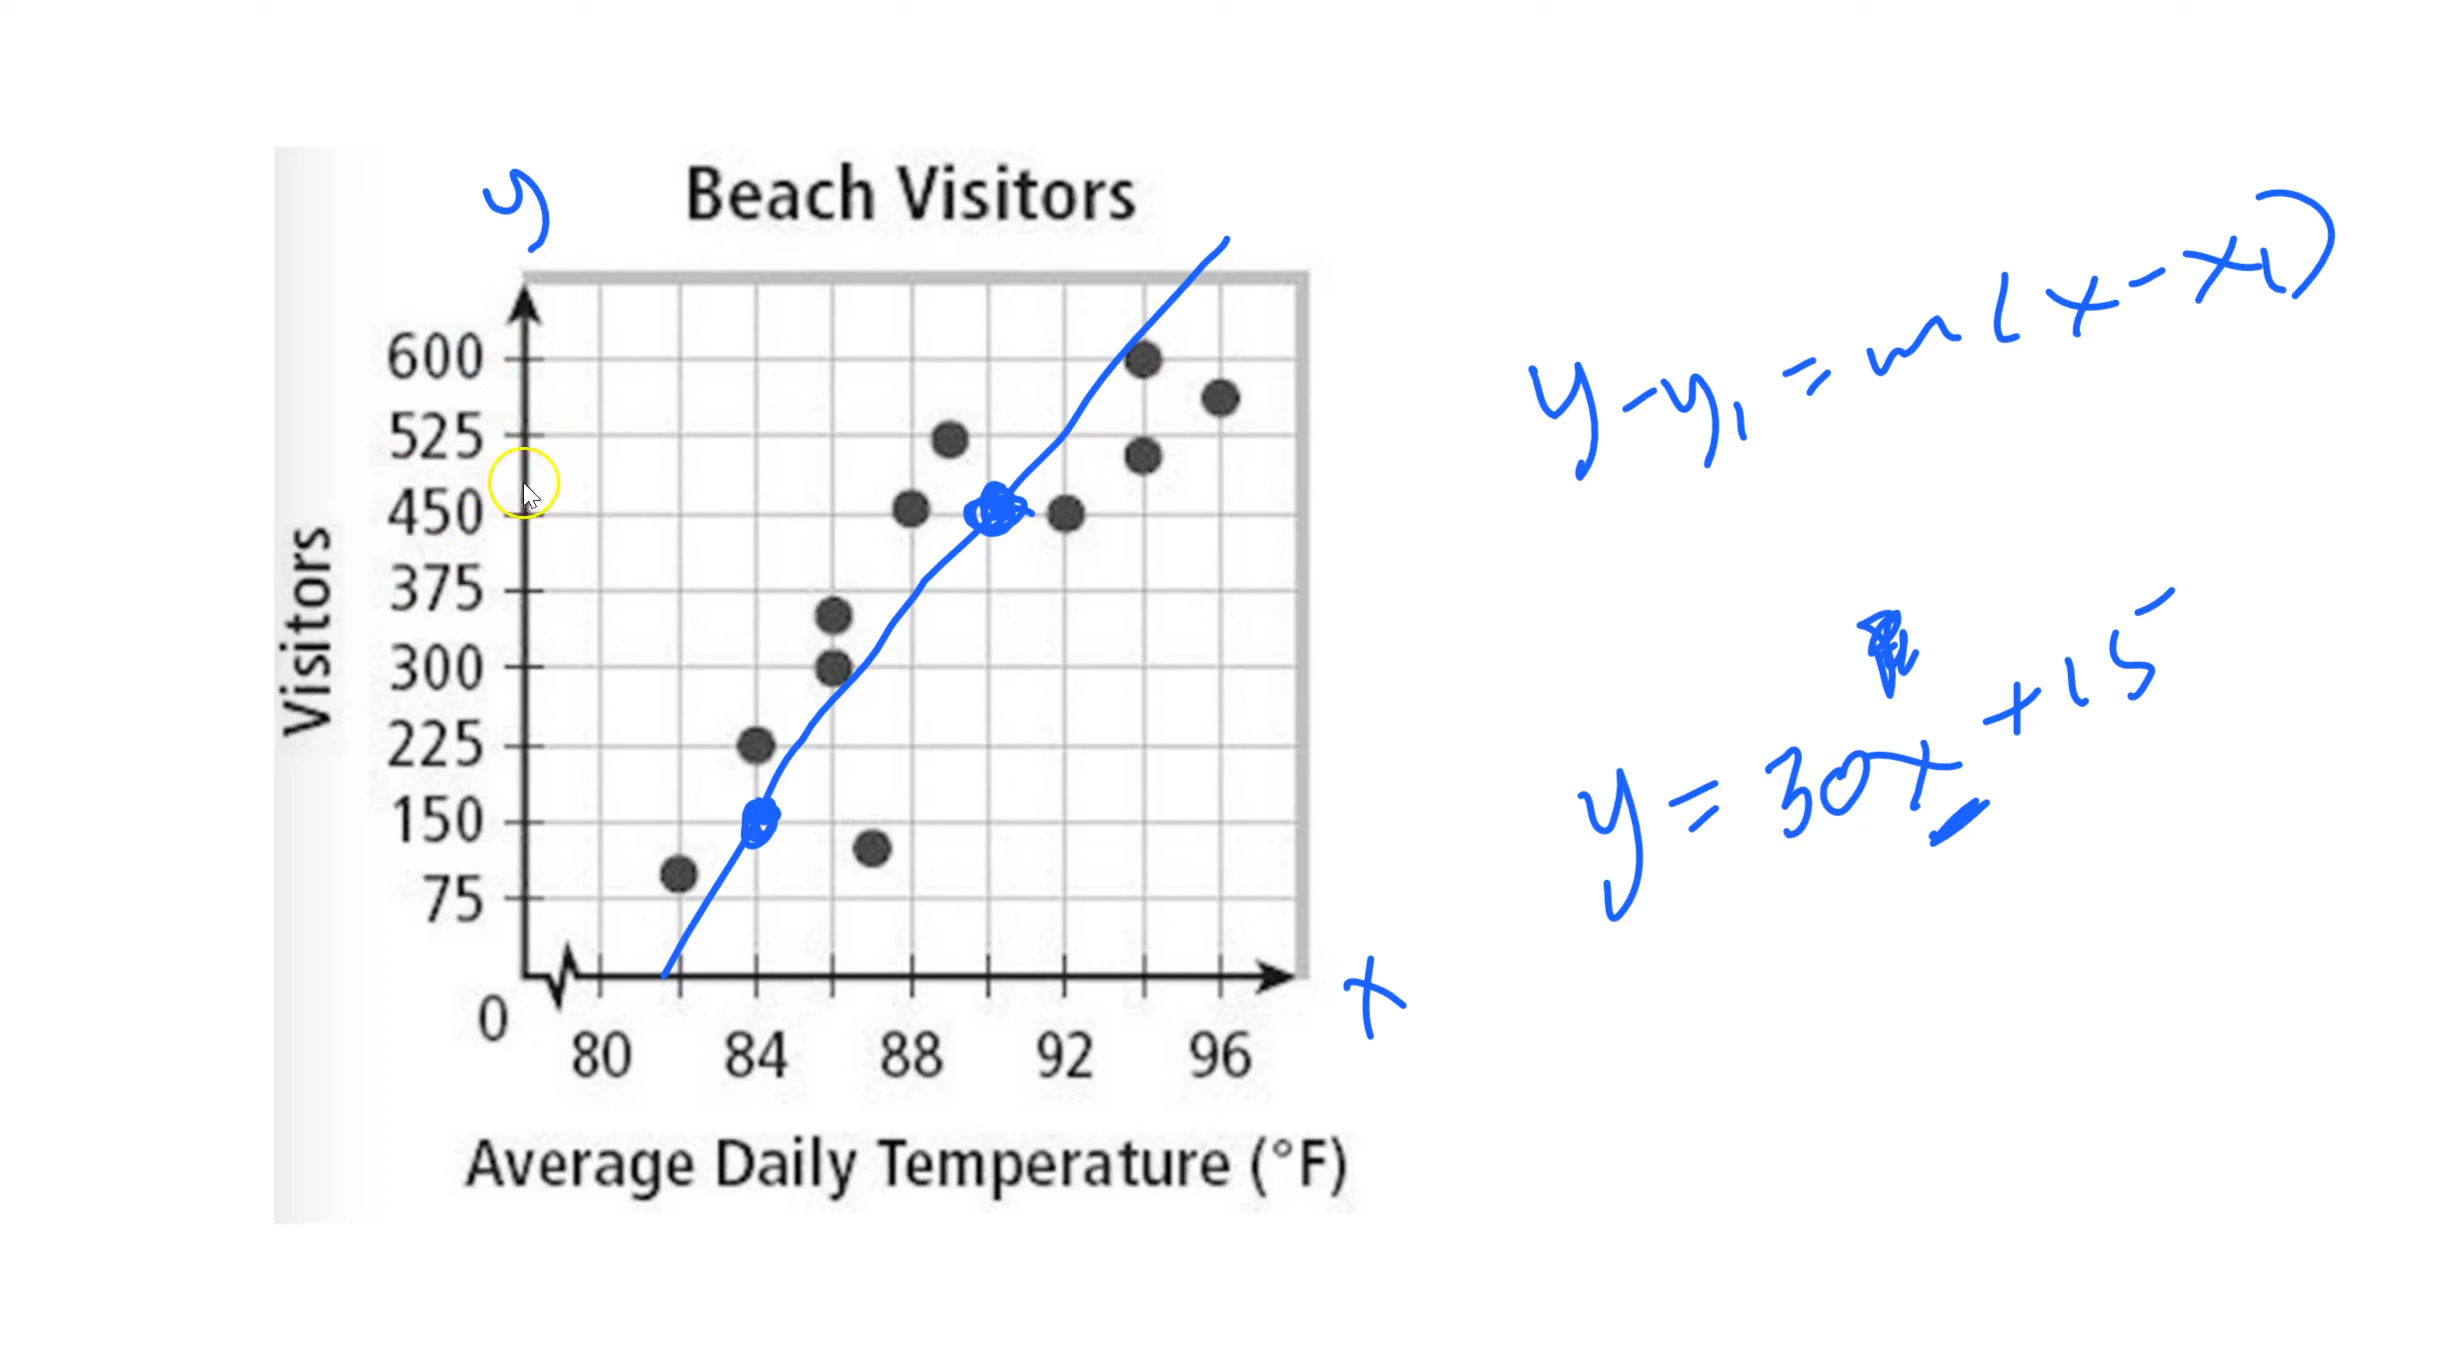 y
Beach Visitors
600
525
450
375
300
225
150
75
0
Visitors
80 84 88 92 96
x
Average Daily Temperature (°F)
y-y₁ = m(x-x1)
y = 30x + 15